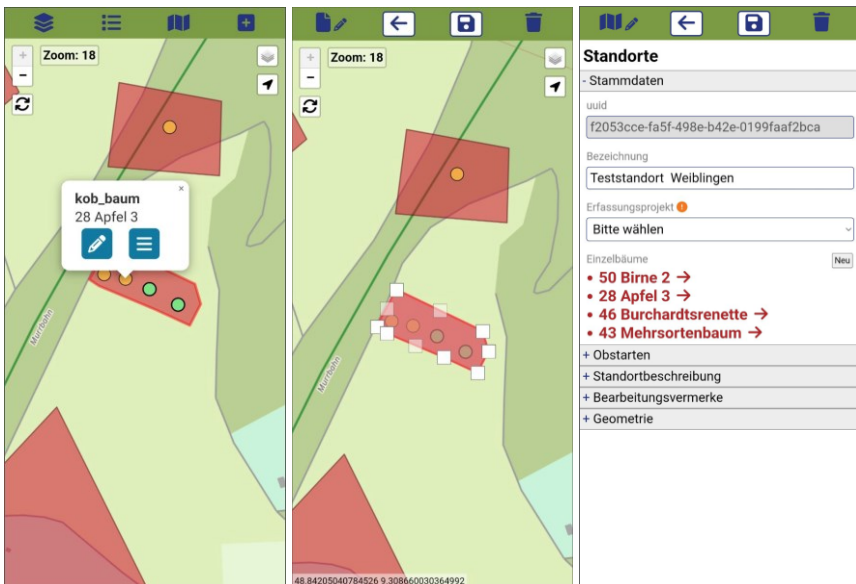 +
Zoom: 18
-
kob_baum
×
28 Apfel 3
Murrbahn
+
Zoom: 18
-
Murrbahn
48.84205040784526 9.308660030364992
Standorte
- Stammdaten
uuid
f2053cce-fa5f-498e-b42e-0199faaf2bca
Bezeichnung
Teststandort Weiblingen
Erfassungsprojekt !
Bitte wählen
Einzelbäume Neu
• 50 Birne 2 →
• 28 Apfel 3 →
• 46 Burchardtsrenette →
• 43 Mehrsortenbaum →
+ Obstarten
+ Standortbeschreibung
+ Bearbeitungsvermerke
+ Geometrie